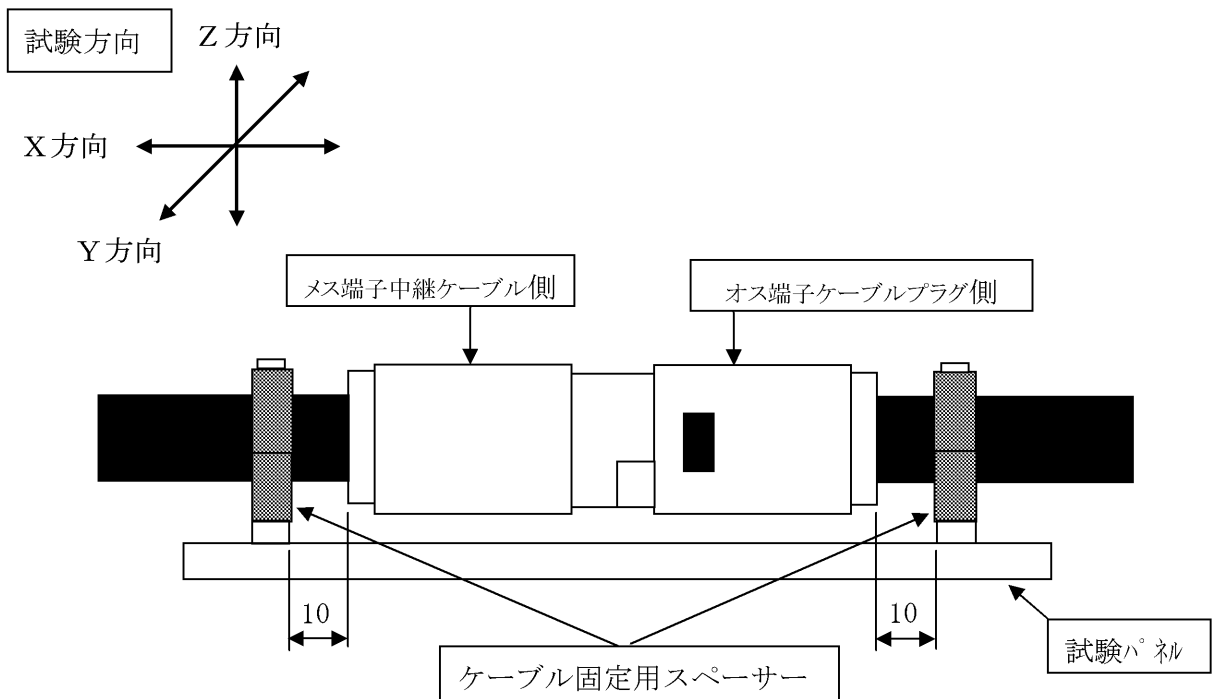 試験方向
Z方向
X方向
Y方向
メス端子中継ケーブル側
オス端子ケーブルプラグ側
10
10
試験パネル
ケーブル固定用スペーサー